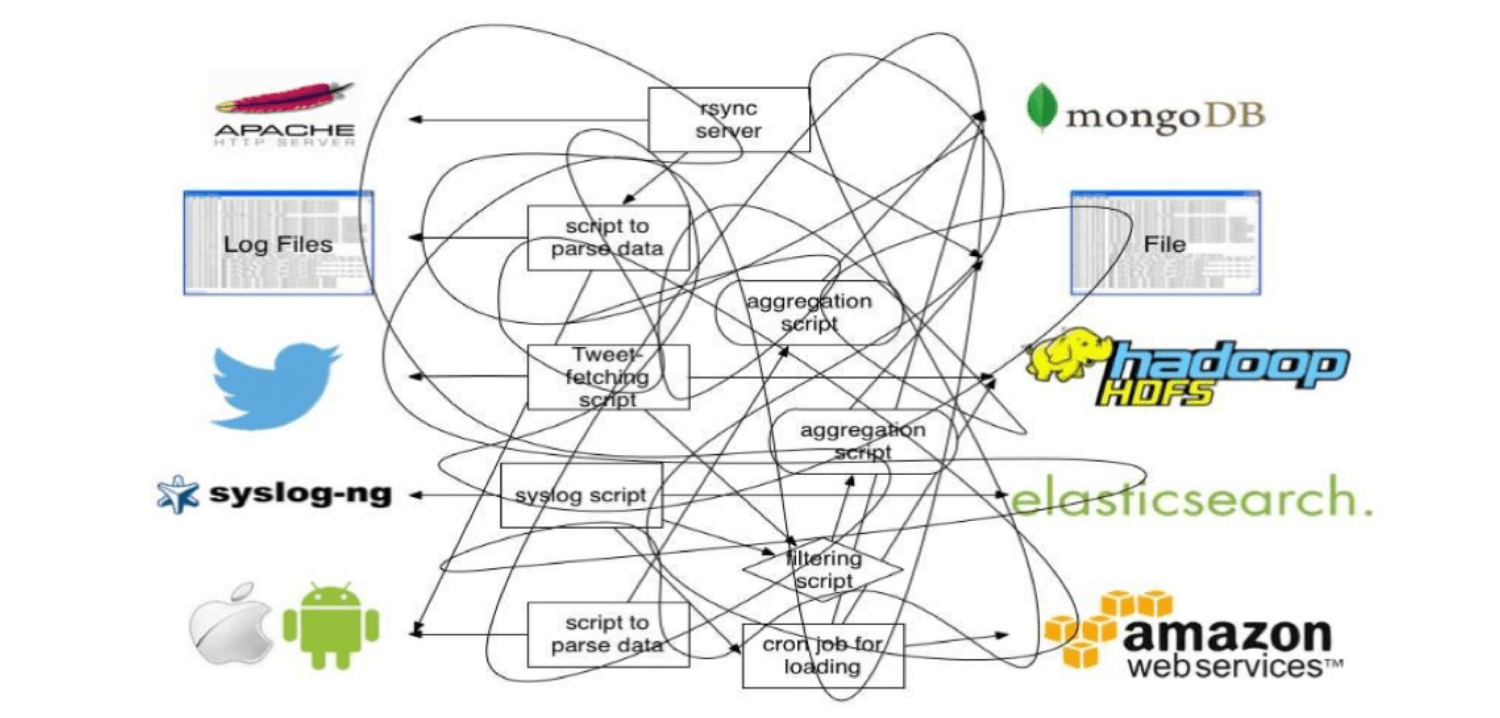 APACHE
HTTP SERVER
rsync
server
mongoDB
Log Files
script to
parse data
File
aggregation
script
Tweet-
fetching
script
hadoop
HDFS
aggregation
script
syslog-ng
syslog script
elasticsearch.
filtering
script
script to
parse data
cron job for
loading
amazon
web services™